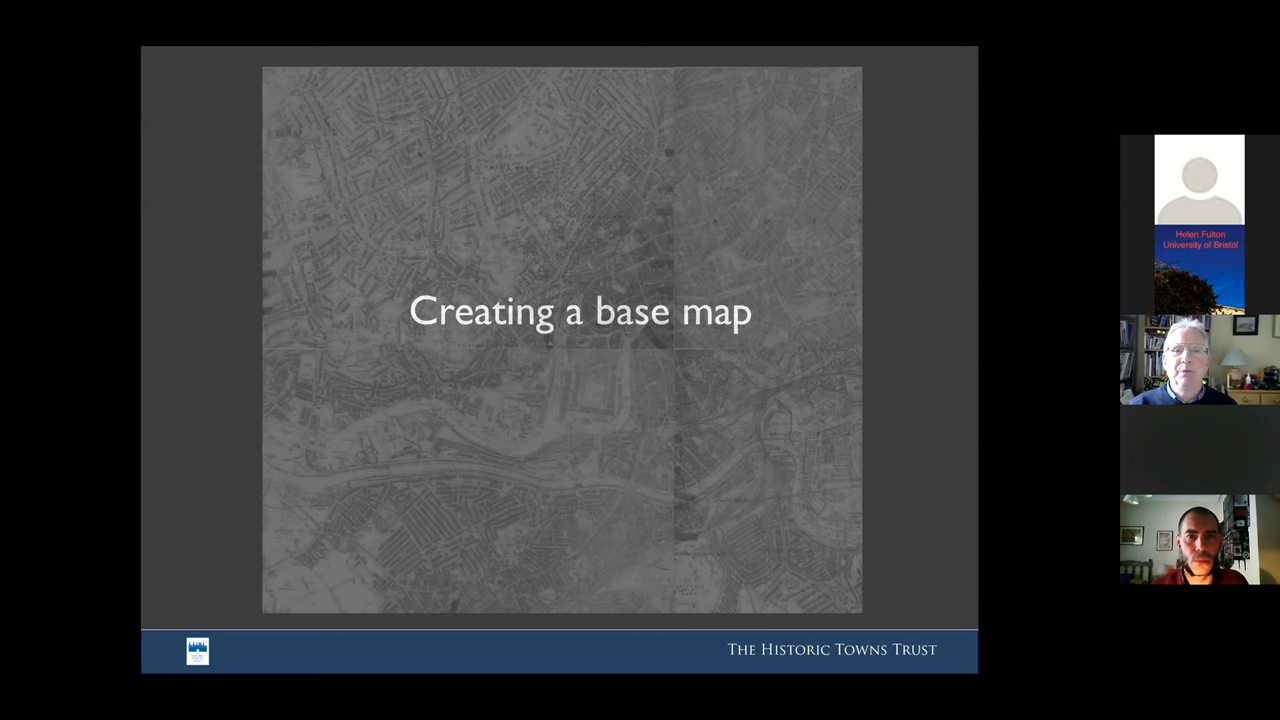 Creating a base map
THE HISTORIC TOWNS TRUST
Helen Fulton
University of Bristol